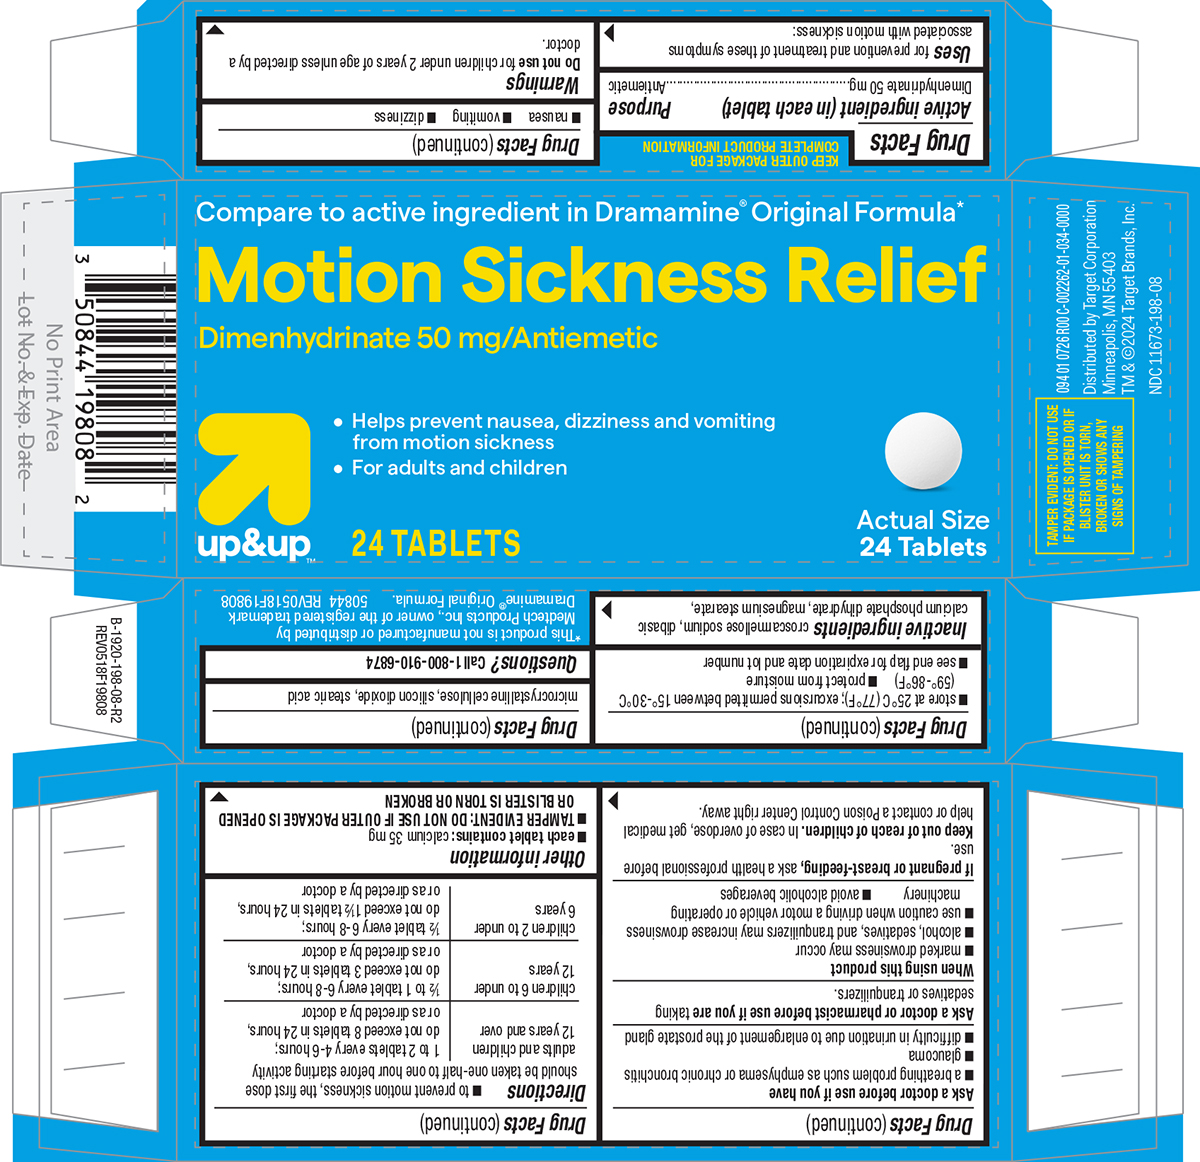 Drug Facts
KEEP OUTER PACKAGE FOR
COMPLETE PRODUCT INFORMATION
Active ingredient (in each tablet) Purpose
Dimenhydrinate 50 mg......................................................Antiemetic
Uses for prevention and treatment of these symptoms
associated with motion sickness:
Drug Facts (continued)
■ nausea ■ vomiting ■ dizziness
Warnings
Do not use for children under 2 years of age unless directed by a
doctor.
Compare to active ingredient in Dramamine® Original Formula*
Motion Sickness Relief
Dimenhydrinate 50 mg/Antiemetic
• Helps prevent nausea, dizziness and vomiting
from motion sickness
• For adults and children
up&up™
24 TABLETS
Actual Size
24 Tablets
3 50844 19808 2
No Print Area
Lot No. & Exp. Date
094 01 0726 R00 C-002262-01-034-0000
Distributed by Target Corporation
Minneapolis, MN 55403
TM & ©2024 Target Brands, Inc.
NDC 11673-198-08
TAMPER EVIDENT: DO NOT USE
IF PACKAGE IS OPENED OR IF
BLISTER UNIT IS TORN,
BROKEN OR SHOWS ANY
SIGNS OF TAMPERING
B-1920-198-08-R2
REV0518F19808
Drug Facts (continued)
Ask a doctor before use if you have
■ a breathing problem such as emphysema or chronic bronchitis
■ glaucoma
■ difficulty in urination due to enlargement of the prostate gland
Ask a doctor or pharmacist before use if you are taking
sedatives or tranquilizers.
When using this product
■ marked drowsiness may occur
■ alcohol, sedatives, and tranquilizers may increase drowsiness
■ use caution when driving a motor vehicle or operating
machinery ■ avoid alcoholic beverages
If pregnant or breast-feeding, ask a health professional before
use.
Keep out of reach of children. In case of overdose, get medical
help or contact a Poison Control Center right away.
Drug Facts (continued)
Directions ■ to prevent motion sickness, the first dose
should be taken one-half to one hour before starting activity
adults and children 1 to 2 tablets every 4-6 hours;
12 years and over do not exceed 8 tablets in 24 hours,
or as directed by a doctor
children 6 to under ½ to 1 tablet every 6-8 hours;
12 years do not exceed 3 tablets in 24 hours,
or as directed by a doctor
children 2 to under ½ tablet every 6-8 hours;
6 years do not exceed 1½ tablets in 24 hours,
or as directed by a doctor
Other information
■ each tablet contains: calcium 35 mg
■ TAMPER EVIDENT: DO NOT USE IF OUTER PACKAGE IS OPENED
OR BLISTER IS TORN OR BROKEN
Drug Facts (continued)
■ store at 25°C (77°F); excursions permitted between 15°-30°C
(59°-86°F) ■ protect from moisture
■ see end flap for expiration date and lot number
Inactive ingredients croscarmellose sodium, dibasic
calcium phosphate dihydrate, magnesium stearate,
Drug Facts (continued)
microcrystalline cellulose, silicon dioxide, stearic acid
Questions? Call 1-800-910-6874
*This product is not manufactured or distributed by
Medtech Products Inc., owner of the registered trademark
Dramamine® Original Formula. 50844 REV0518F19808